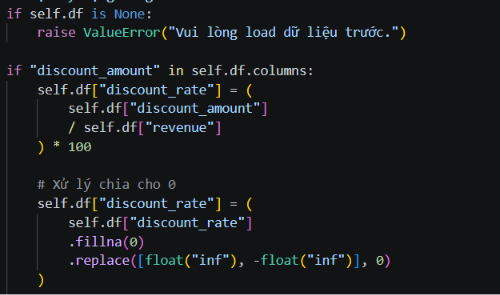 if self.df is None:
    raise ValueError("Vui lòng load dữ liệu trước.")
if "discount_amount" in self.df.columns:
    self.df["discount_rate"] = (
        self.df["discount_amount"]
        / self.df["revenue"]
    ) * 100
    # Xử lý chia cho 0
    self.df["discount_rate"] = (
        self.df["discount_rate"]
        .fillna(0)
        .replace([float("inf"), -float("inf")], 0)
    )